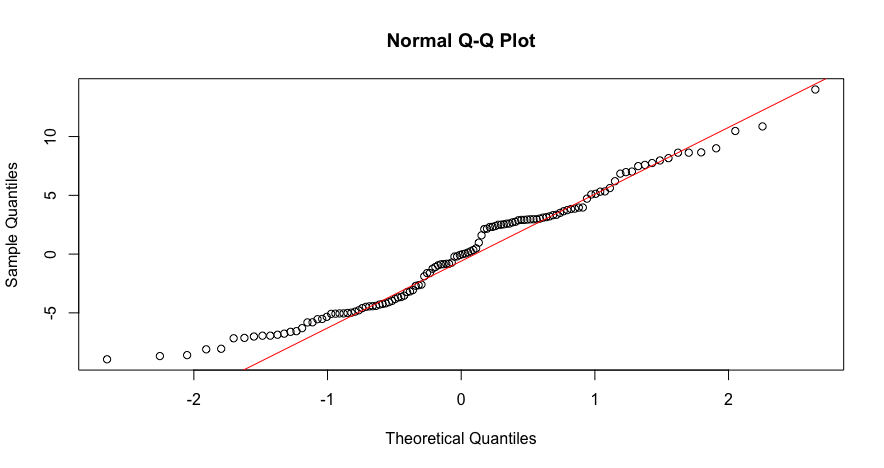 Normal Q-Q Plot
Sample Quantiles
10
5
0
-5
-2 -1 0 1 2
Theoretical Quantiles